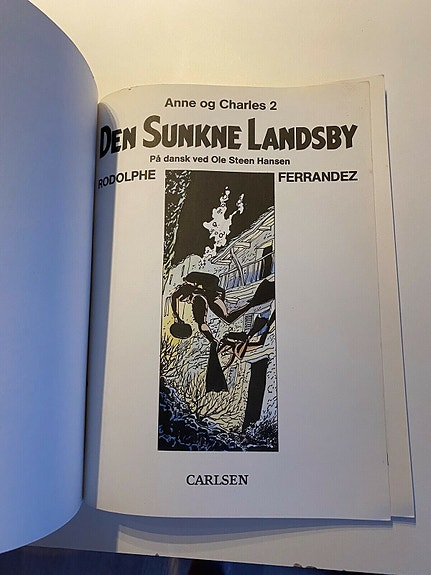 Anne og Charles 2
DEN SUNKNE LANDSBY
På dansk ved Ole Steen Hansen
RODOLPHE FERRANDEZ
CARLSEN